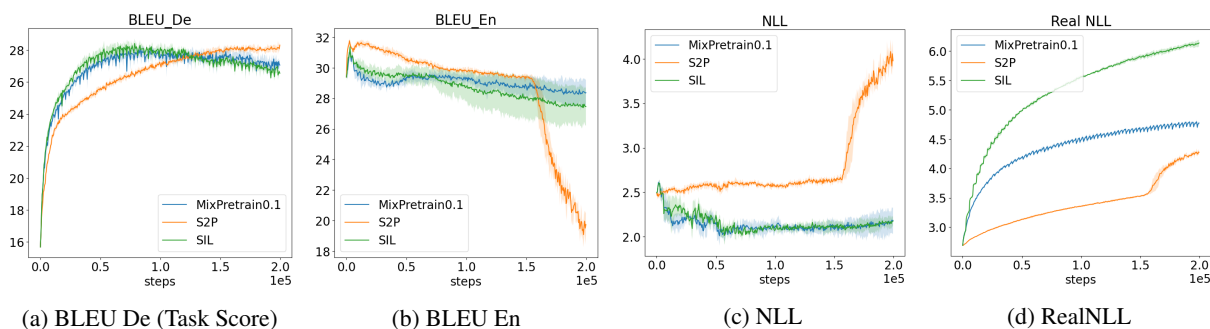 BLEU_De
28
26
24
22
20
18
16
MixPretrain0.1
S2P
SIL
0.0 0.5 1.0 1.5 2.0
1e5
steps
(a) BLEU De (Task Score)
BLEU_En
32
30
28
26
24
22
20
18
MixPretrain0.1
S2P
SIL
0.0 0.5 1.0 1.5 2.0
1e5
steps
(b) BLEU En
NLL
4.0
3.5
3.0
2.5
2.0
MixPretrain0.1
S2P
SIL
0.0 0.5 1.0 1.5 2.0
1e5
steps
(c) NLL
Real NLL
6.0
5.5
5.0
4.5
4.0
3.5
3.0
MixPretrain0.1
S2P
SIL
0.0 0.5 1.0 1.5 2.0
1e5
steps
(d) RealNLL